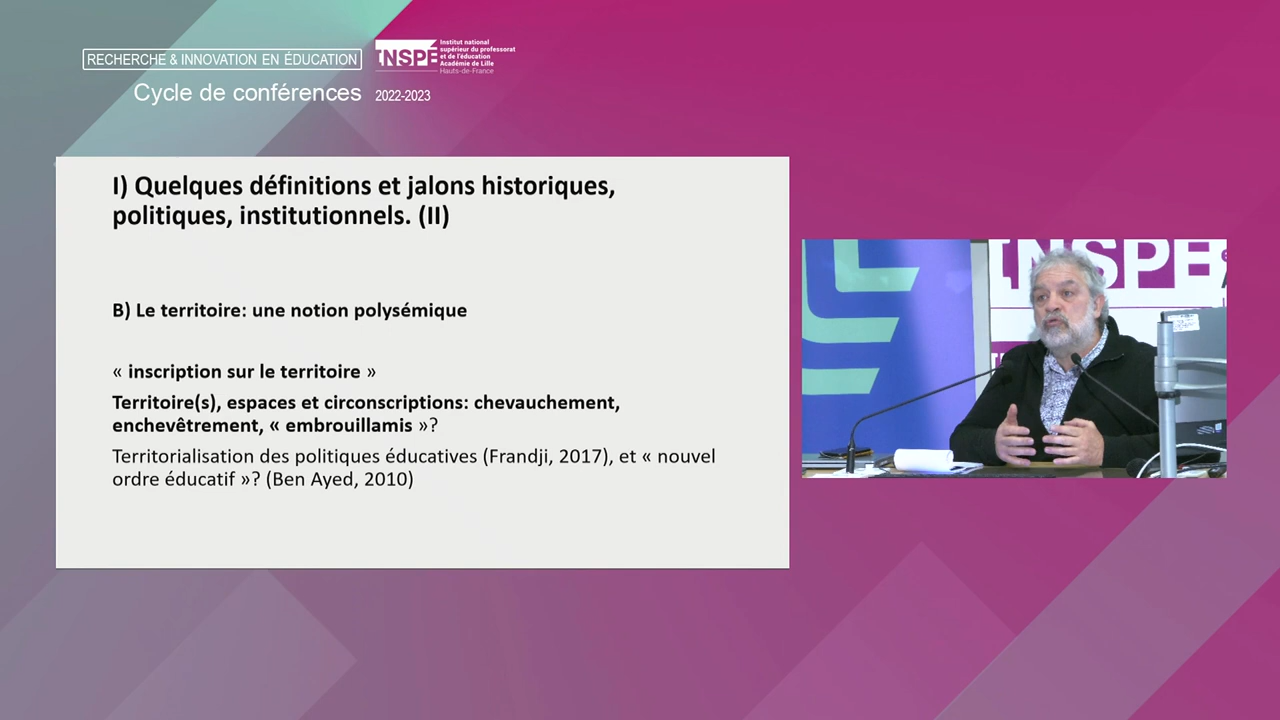 RECHERCHE & INNOVATION EN ÉDUCATION
Cycle de conférences
INSPÉ
Institut national
supérieur du professorat
et de l'éducation
Académie de Lille
Hauts-de-France
2022-2023
I) Quelques définitions et jalons historiques,
politiques, institutionnels. (II)
B) Le territoire: une notion polysémique
« inscription sur le territoire »
Territoire(s), espaces et circonscriptions: chevauchement,
enchevêtrement, « embrouillamis »?
Territorialisation des politiques éducatives (Frandji, 2017), et « nouvel
ordre éducatif »? (Ben Ayed, 2010)
INSPÉ